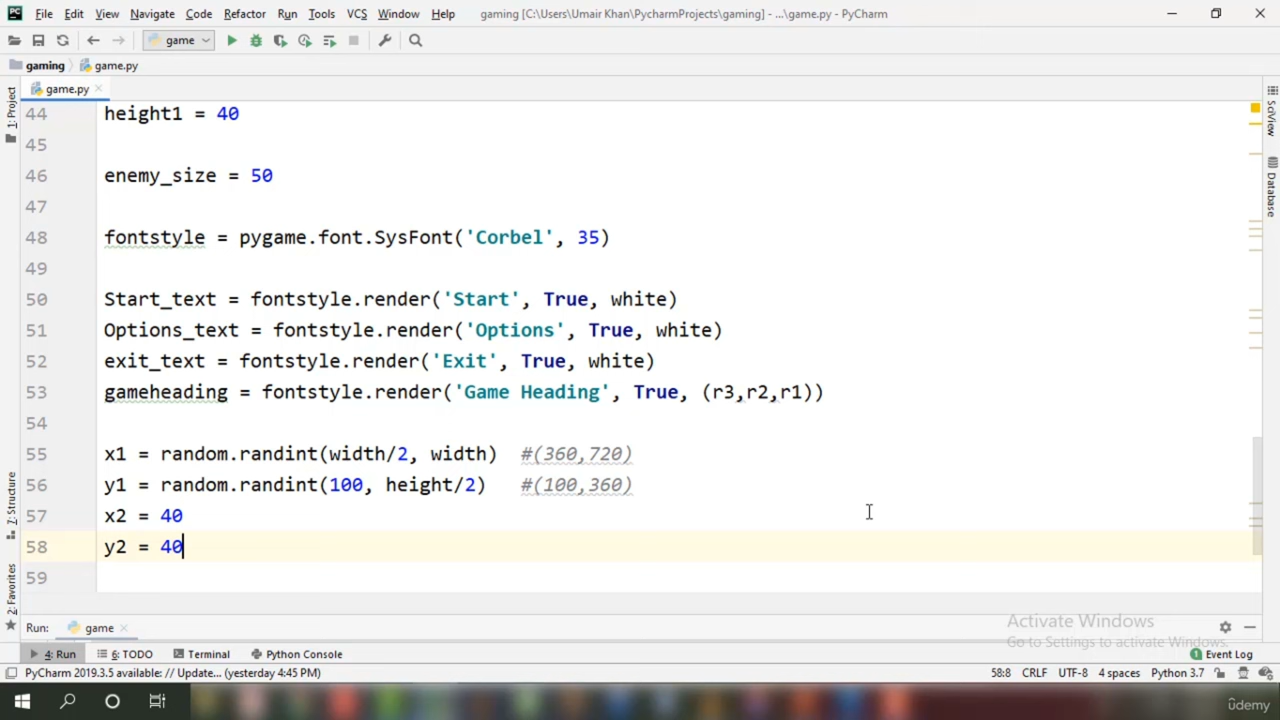 File Edit View Navigate Code Refactor Run Tools VCS Window Help gaming [C:\Users\Umair Khan\PycharmProjects\gaming] - ...\game.py - PyCharm
game
gaming game.py
game.py
1: Project
SciView
Database
44 height1 = 40
45
46 enemy_size = 50
47
48 fontstyle = pygame.font.SysFont('Corbel', 35)
49
50 Start_text = fontstyle.render('Start', True, white)
51 Options_text = fontstyle.render('Options', True, white)
52 exit_text = fontstyle.render('Exit', True, white)
53 gameheading = fontstyle.render('Game Heading', True, (r3,r2,r1))
54
55 x1 = random.randint(width/2, width) #(360,720)
56 y1 = random.randint(100, height/2) #(100,360)
57 x2 = 40
58 y2 = 40
59
Z: Structure
2: Favorites
Activate Windows
Go to Settings to activate Windows.
Run: game
4: Run 6: TODO Terminal Python Console 1 Event Log
PyCharm 2019.3.5 available: // Update... (yesterday 4:45 PM) 58:8 CRLF UTF-8 4 spaces Python 3.7
ûdemy